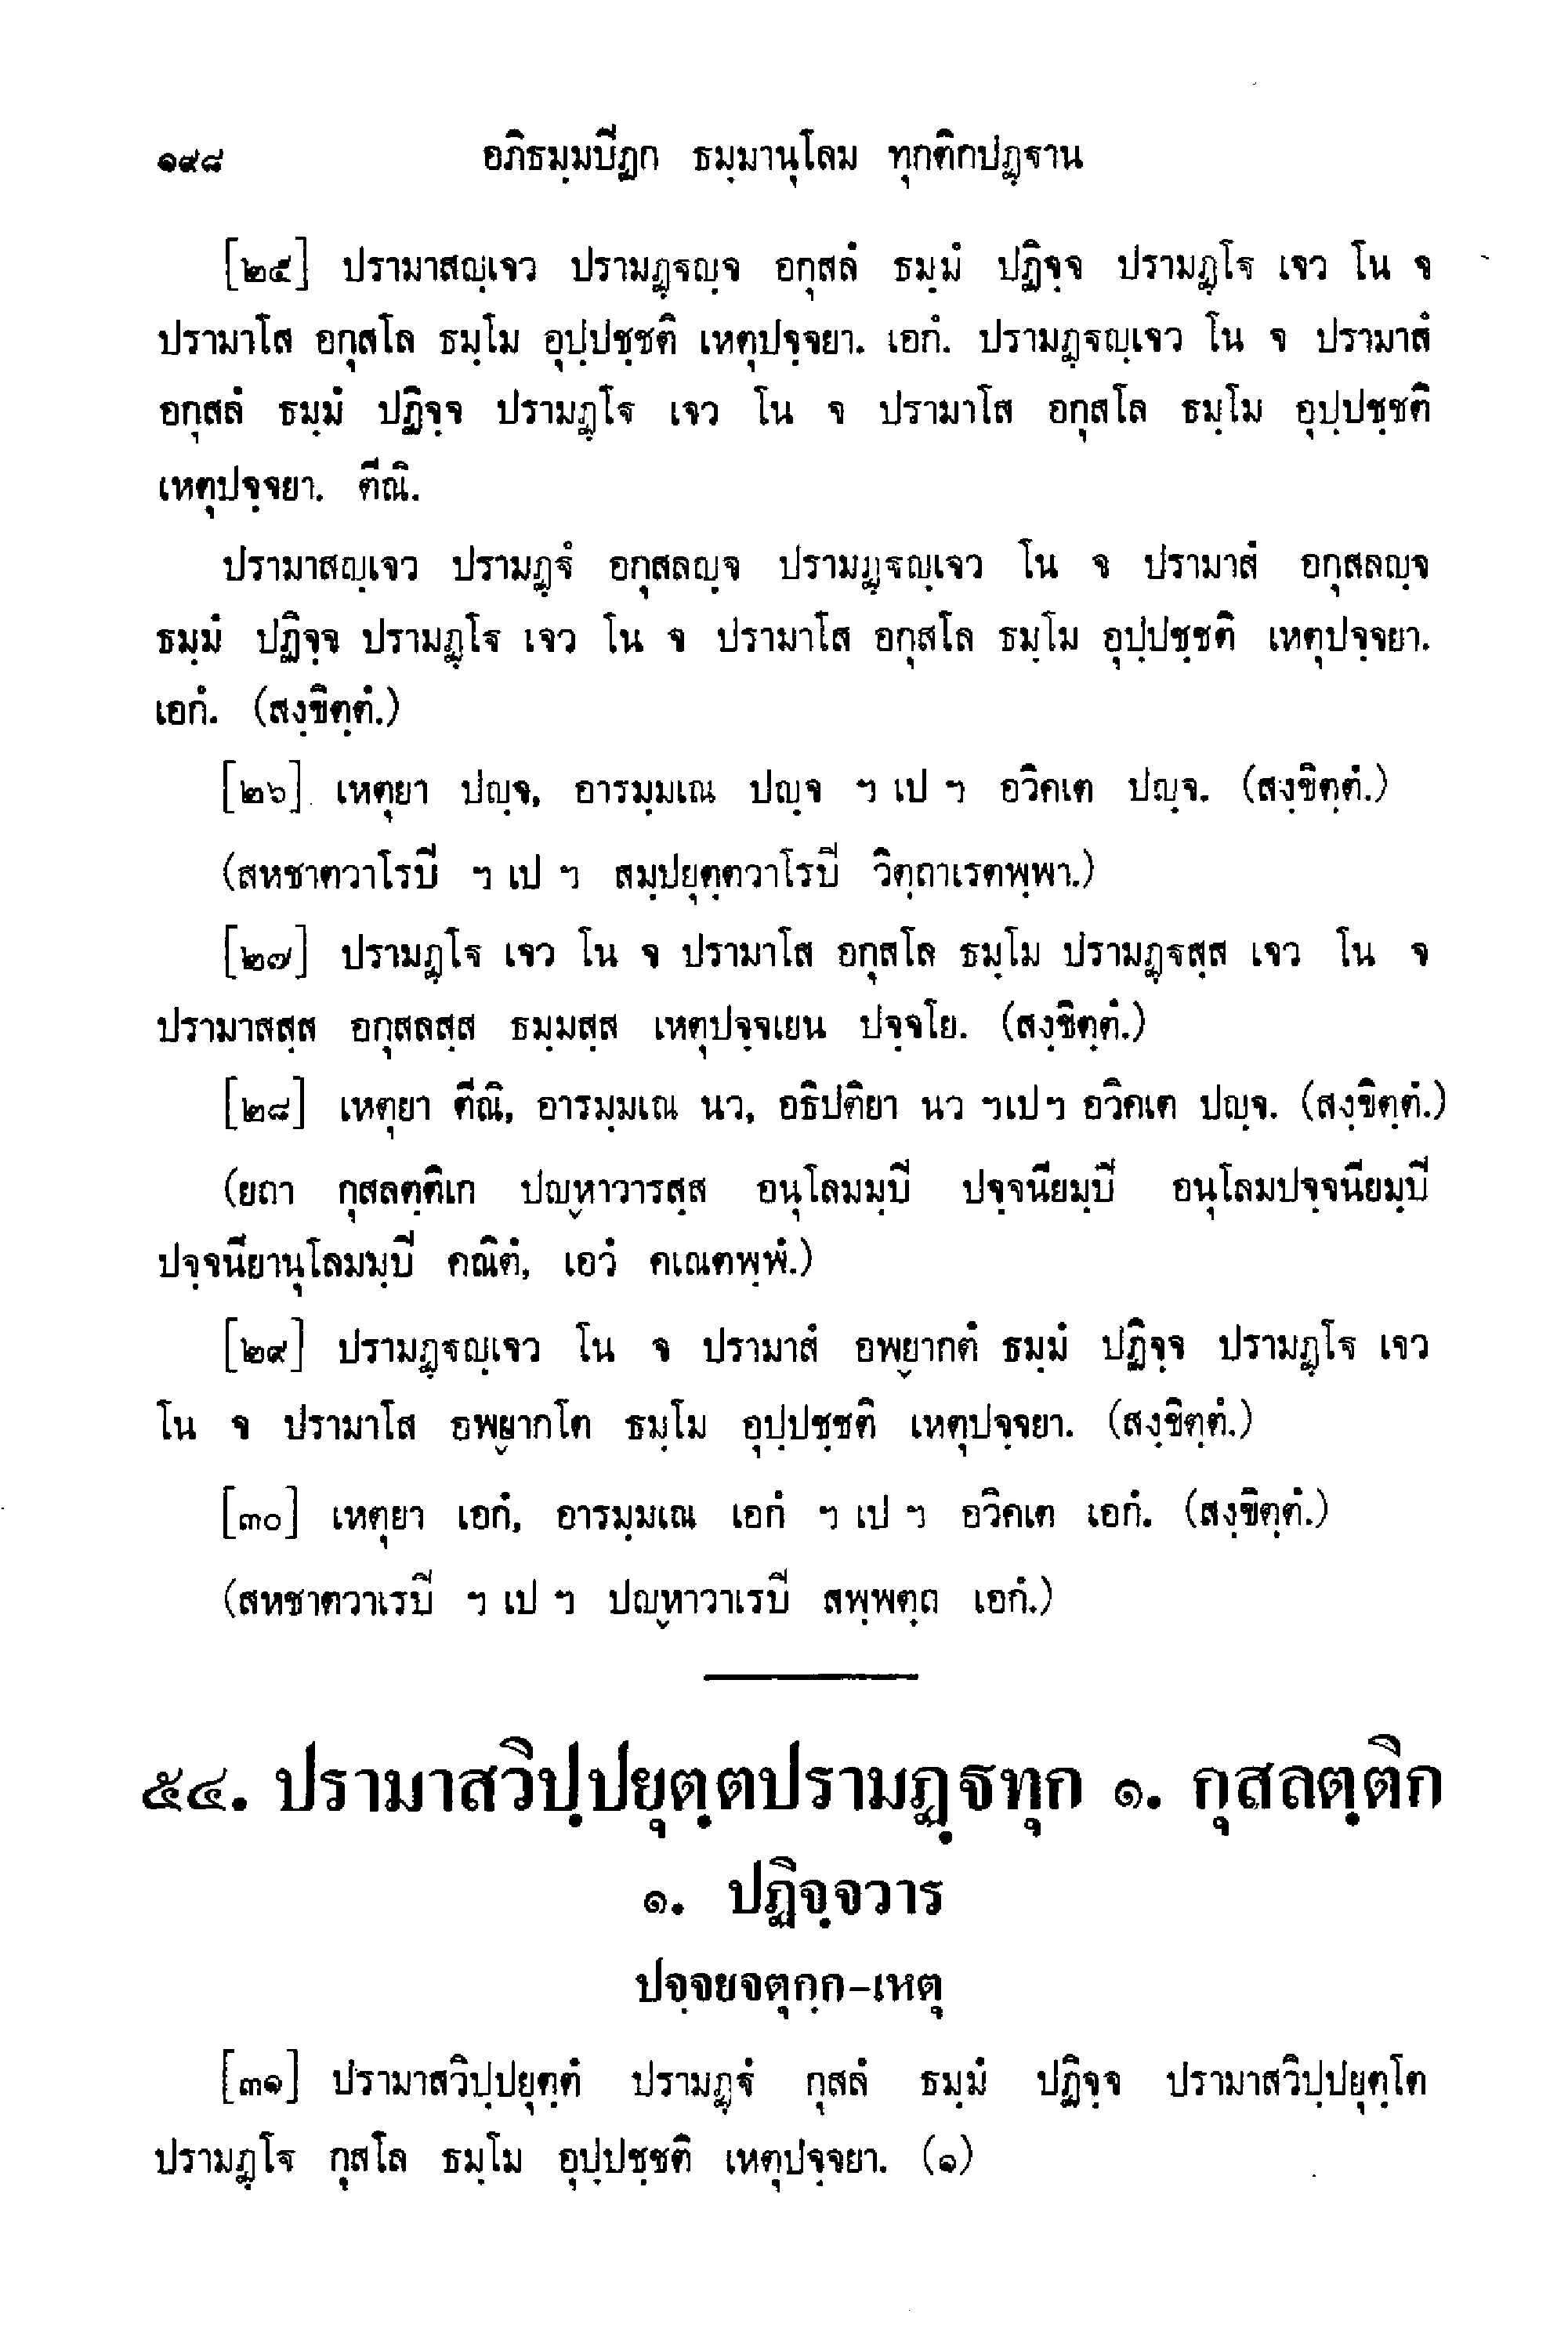 ๑๙๘ อภิธมฺมปิฏก ธมฺมานุโลม ทุกติกปฏฺฐาน
[๒๕] ปรามาสญฺเจว ปรามฏฺฐญฺจ อกุสลํ ธมฺมํ ปฏิจฺจ ปรามฏฺโฐ เจว โน จ
ปรามาโส อกุสโล ธมฺโม อุปฺปชฺชติ เหตุปจฺจยา. เอกํ. ปรามฏฺฐญฺเจว โน จ ปรามาสํ
อกุสลํ ธมฺมํ ปฏิจฺจ ปรามฏฺโฐ เจว โน จ ปรามาโส อกุสโล ธมฺโม อุปฺปชฺชติ
เหตุปจฺจยา. ตีณิ.
ปรามาสญฺเจว ปรามฏฺฐํ อกุสลญฺจ ปรามฏฺฐญฺเจว โน จ ปรามาสํ อกุสลญฺจ
ธมฺมํ ปฏิจฺจ ปรามฏฺโฐ เจว โน จ ปรามาโส อกุสโล ธมฺโม อุปฺปชฺชติ เหตุปจฺจยา.
เอกํ. (สงฺขิตฺตํ.)
[๒๖] เหตุยา ปญฺจ, อารมฺมเณ ปญฺจ ฯ เป ฯ อวิคเต ปญฺจ. (สงฺขิตฺตํ.)
(สหชาตวาโรปิ ฯ เป ฯ สมฺปยุตฺตวาโรปิ วิตฺถาเรตพฺพา.)
[๒๗] ปรามฏฺโฐ เจว โน จ ปรามาโส อกุสโล ธมฺโม ปรามฏฺฐสฺส เจว โน จ
ปรามาสสฺส อกุสลสฺส ธมฺมสฺส เหตุปจฺจเยน ปจฺจโย. (สงฺขิตฺตํ.)
[๒๘] เหตุยา ตีณิ, อารมฺมเณ นว, อธิปติยา นว ฯเปฯ อวิคเต ปญฺจ. (สงฺขิตฺตํ.)
(ยถา กุสลตฺติเก ปญฺหาวารสฺส อนุโลมมฺปิ ปจฺจนียมฺปิ อนุโลมปจฺจนียมฺปิ
ปจฺจนียานุโลมมฺปิ คณิตํ, เอวํ คเณตพฺพํ.)
[๒๙] ปรามฏฺฐญฺเจว โน จ ปรามาสํ อพฺยากตํ ธมฺมํ ปฏิจฺจ ปรามฏฺโฐ เจว
โน จ ปรามาโส อพฺยากโต ธมฺโม อุปฺปชฺชติ เหตุปจฺจยา. (สงฺขิตฺตํ.)
[๓๐] เหตุยา เอกํ, อารมฺมเณ เอกํ ฯ เป ฯ อวิคเต เอกํ. (สงฺขิตฺตํ.)
(สหชาตวาเรปิ ฯ เป ฯ ปญฺหาวาเรปิ สพฺพตฺถ เอกํ.)
๕๔. ปรามาสวิปฺปยุตฺตปรามฏฺฐทุก ๑. กุสลตฺติก
๑. ปฏิจฺจวาร
ปจฺจยจตุกฺก-เหตุ
[๓๑] ปรามาสวิปฺปยุตฺตํ ปรามฏฺฐํ กุสลํ ธมฺมํ ปฏิจฺจ ปรามาสวิปฺปยุตฺโต
ปรามฏฺโฐ กุสโล ธมฺโม อุปฺปชฺชติ เหตุปจฺจยา. (๑)